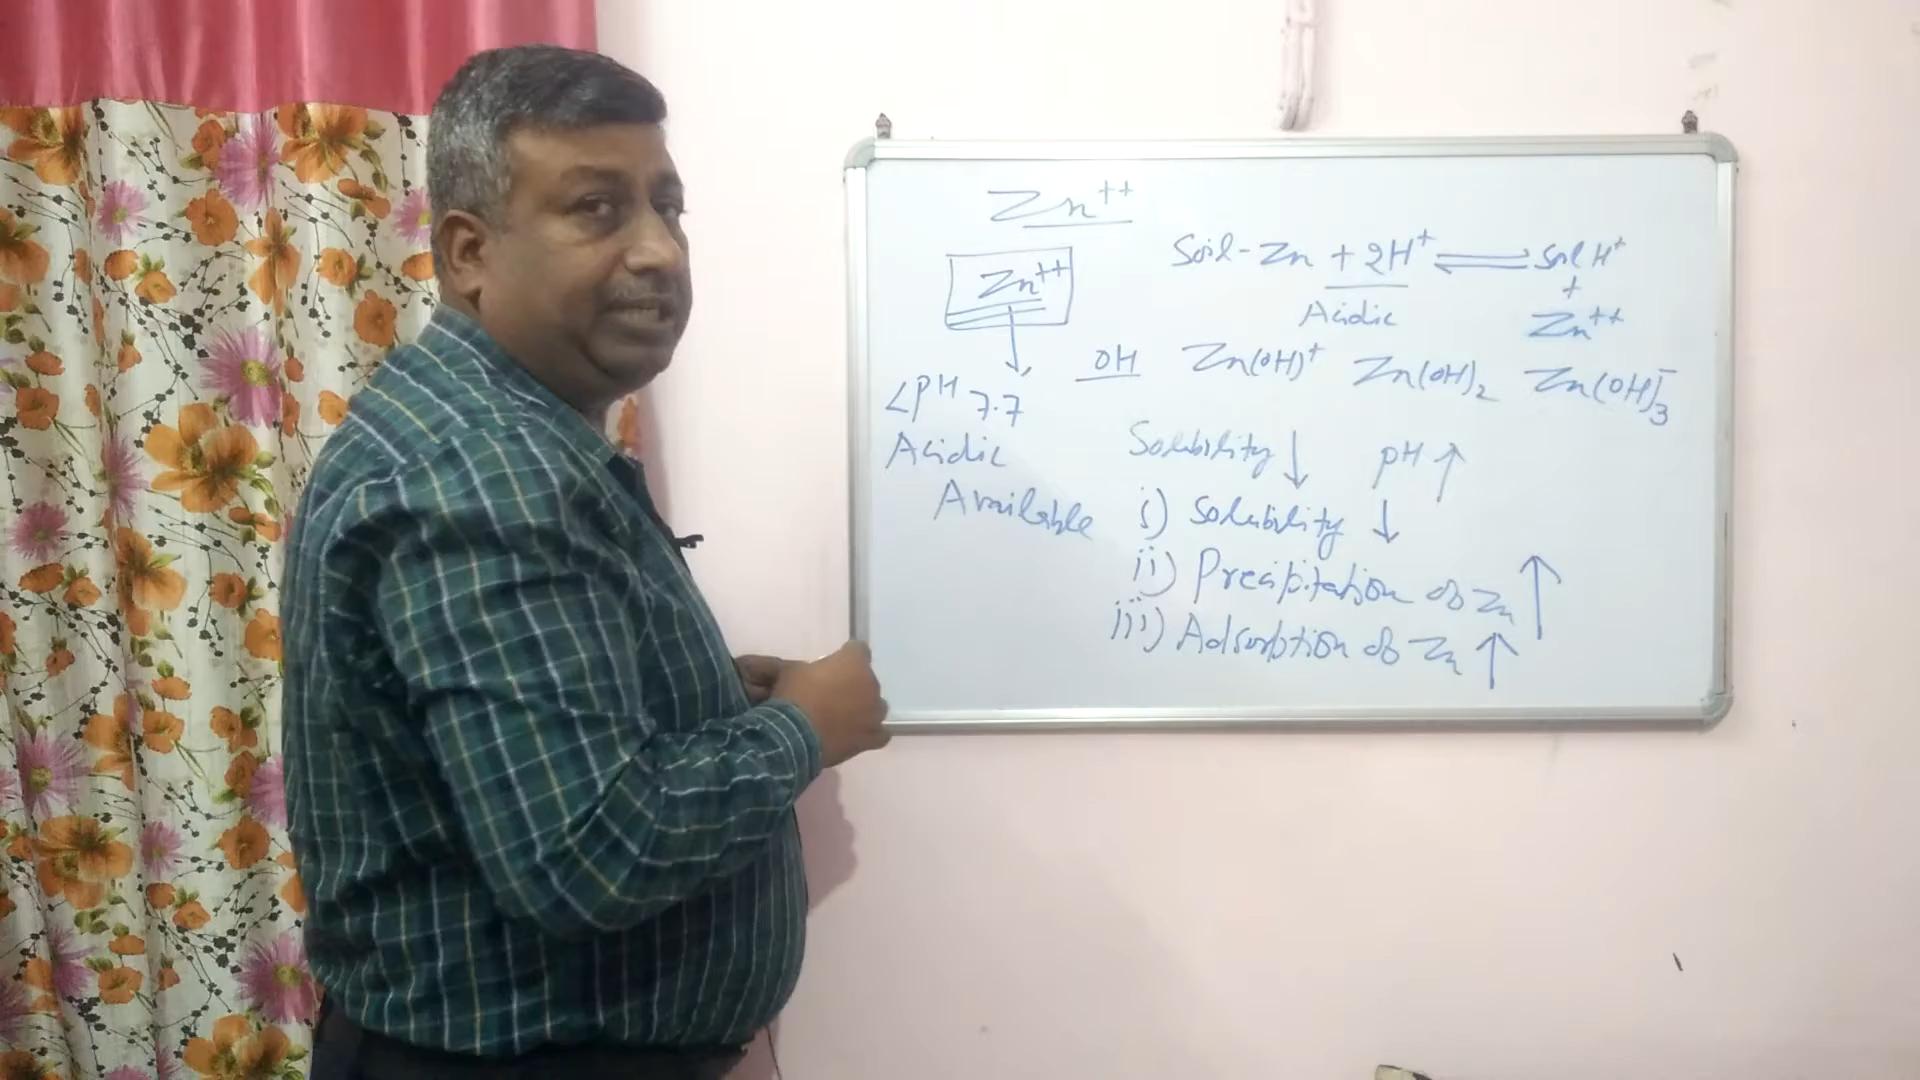 Zn++
Zn++
Soil-Zn + 2H+ ⇌ Soil H+
+
Zn++
Acidic
OH Zn(OH)+ Zn(OH)2 Zn(OH)3-
<pH 7.7
Acidic
Available
Solubility ↓ pH ↑
i) Solubility ↓
ii) Precipitation of Zn ↑
iii) Adsorbtion of Zn ↑